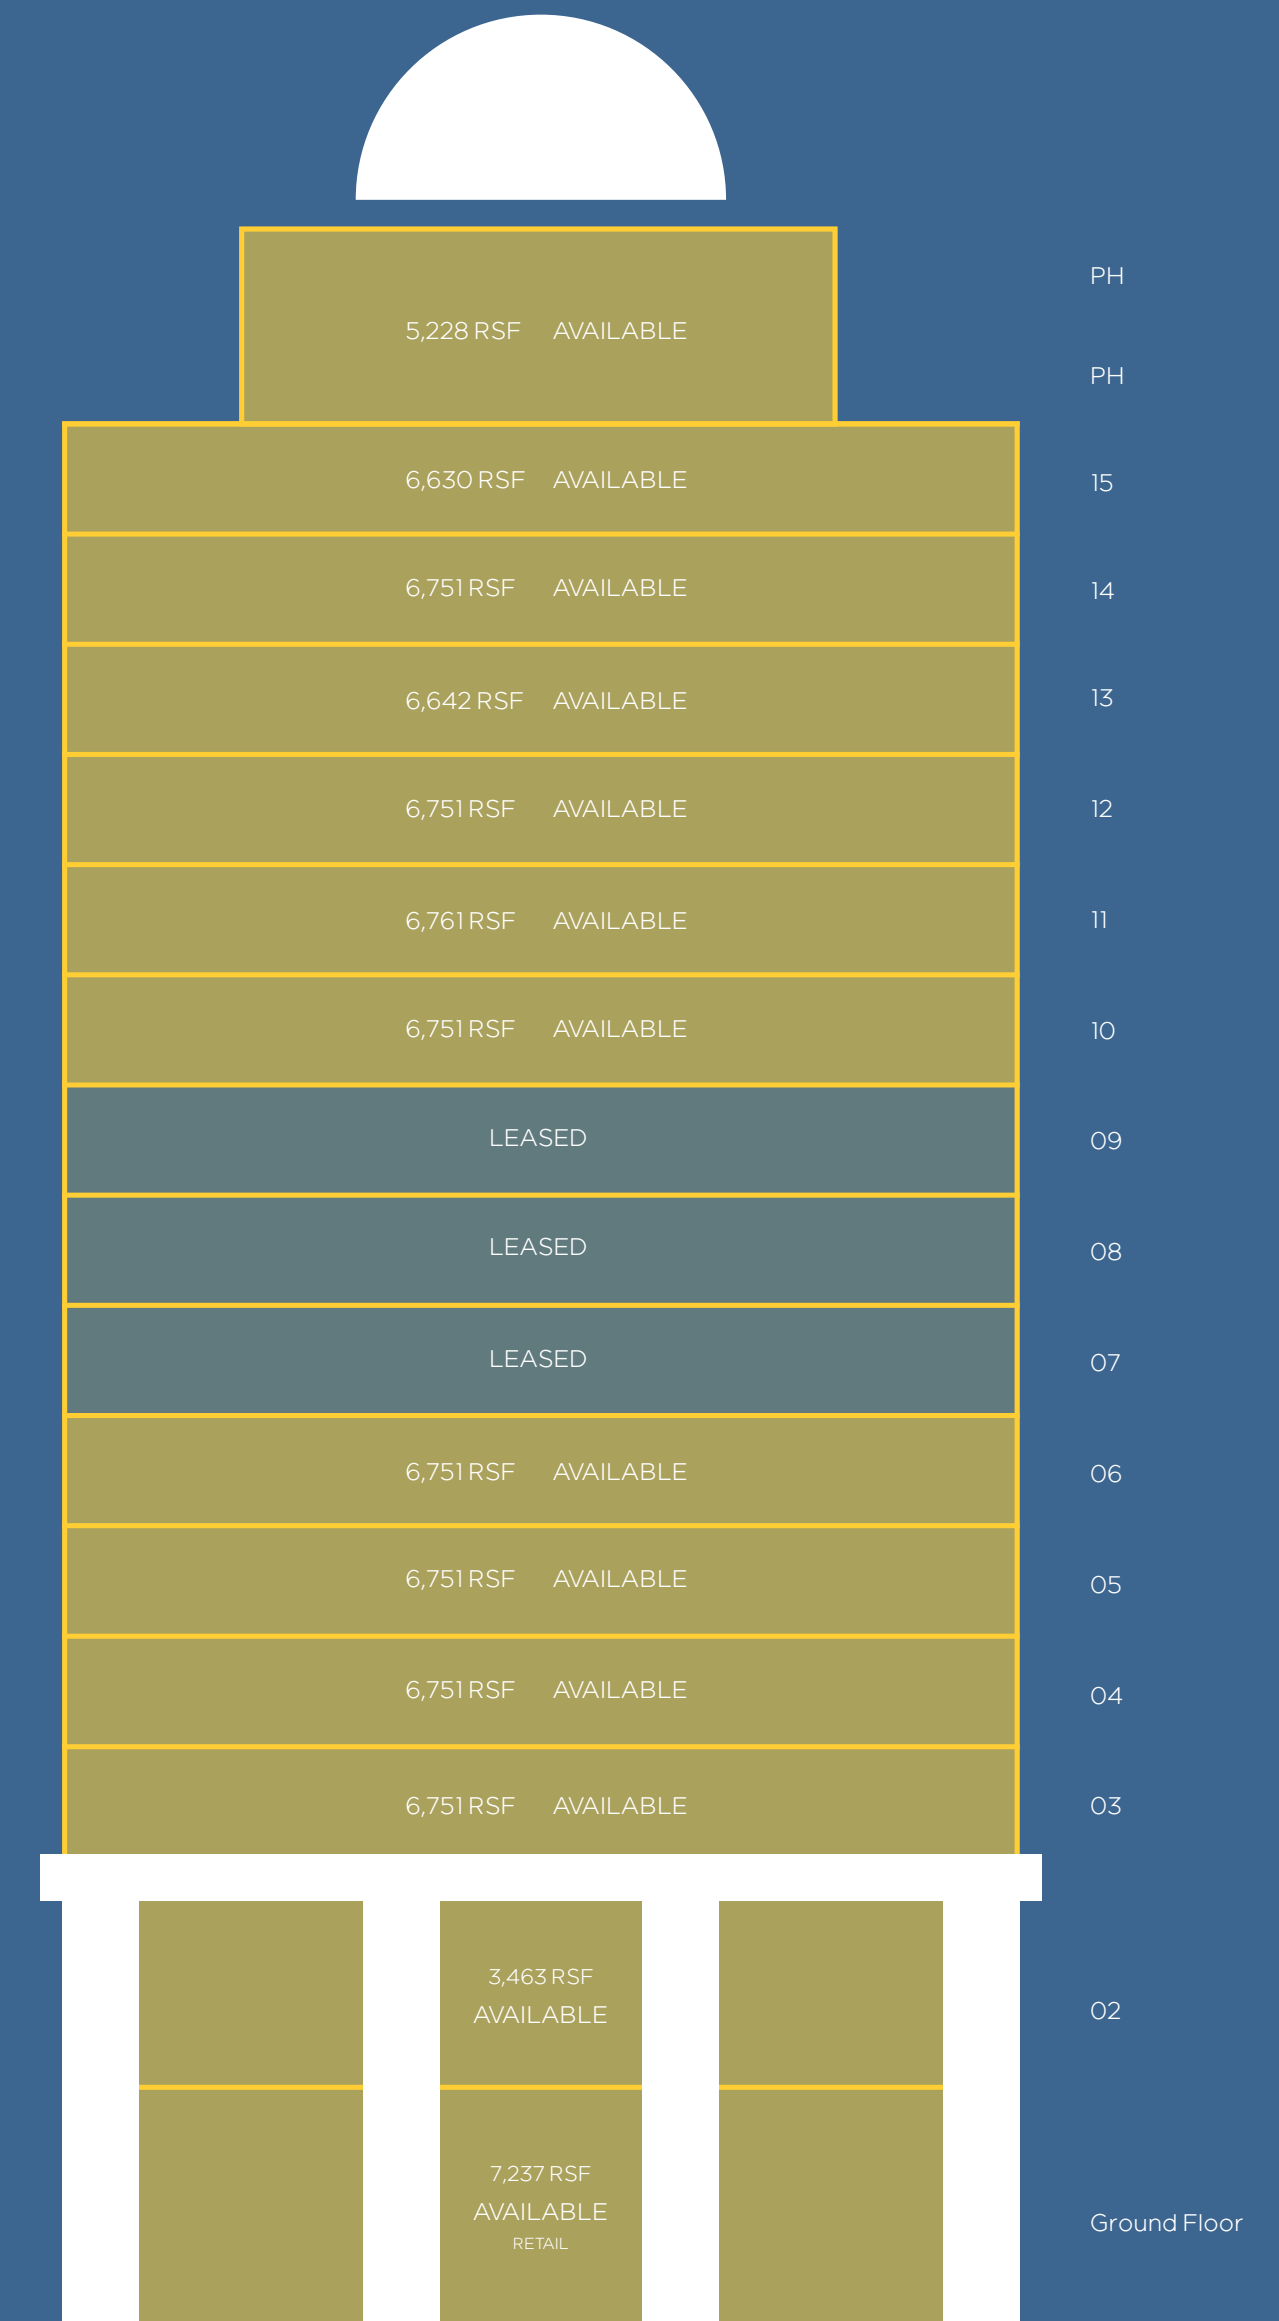 PH
5,228 RSF AVAILABLE
PH
6,630 RSF AVAILABLE 15
6,751 RSF AVAILABLE 14
6,642 RSF AVAILABLE 13
6,751 RSF AVAILABLE 12
6,761 RSF AVAILABLE 11
6,751 RSF AVAILABLE 10
LEASED 09
LEASED 08
LEASED 07
6,751 RSF AVAILABLE 06
6,751 RSF AVAILABLE 05
6,751 RSF AVAILABLE 04
6,751 RSF AVAILABLE 03
3,463 RSF
AVAILABLE 02
7,237 RSF
AVAILABLE Ground Floor
RETAIL